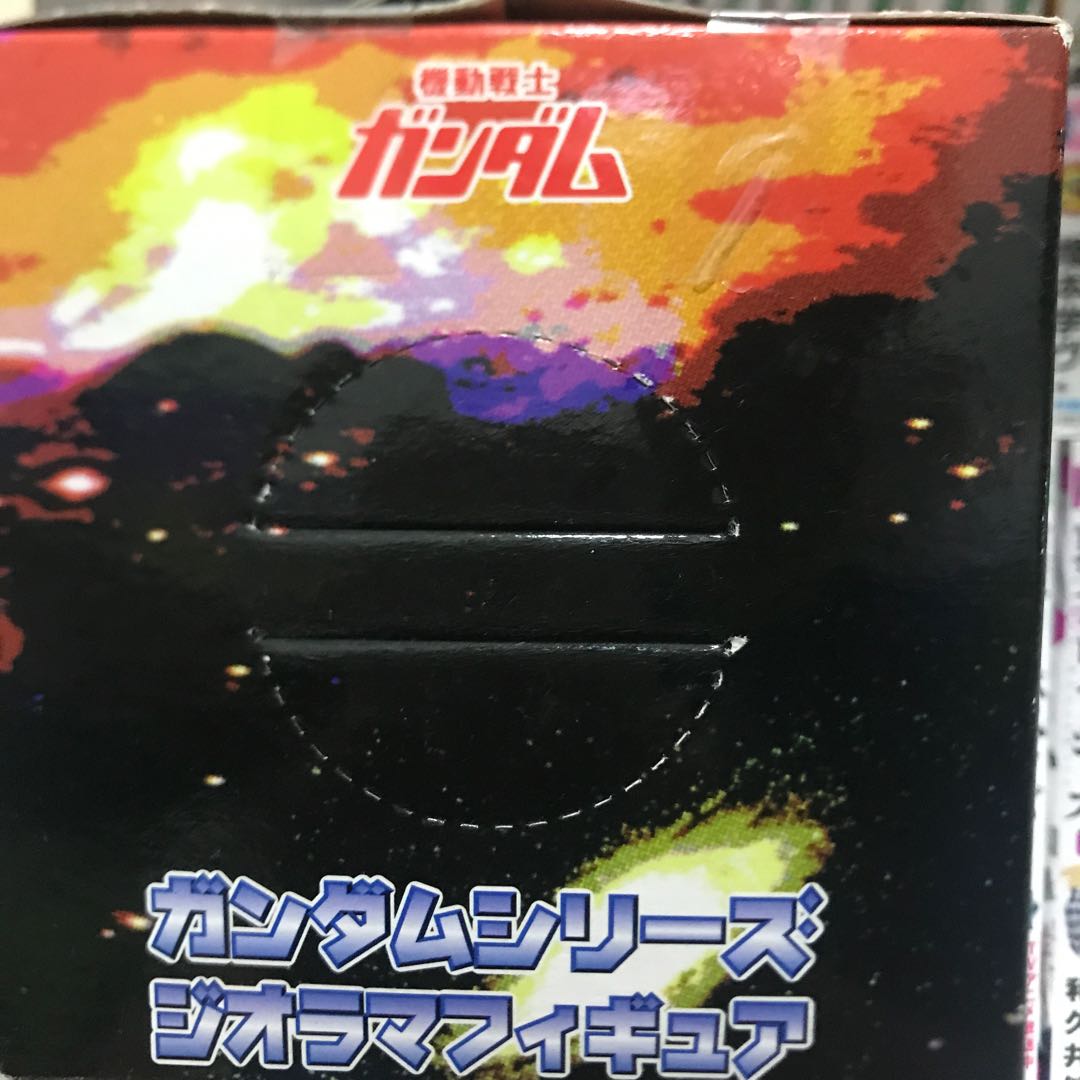 機動戦士
ガンダム
ガンダムシリーズ
ジオラマフィギュア